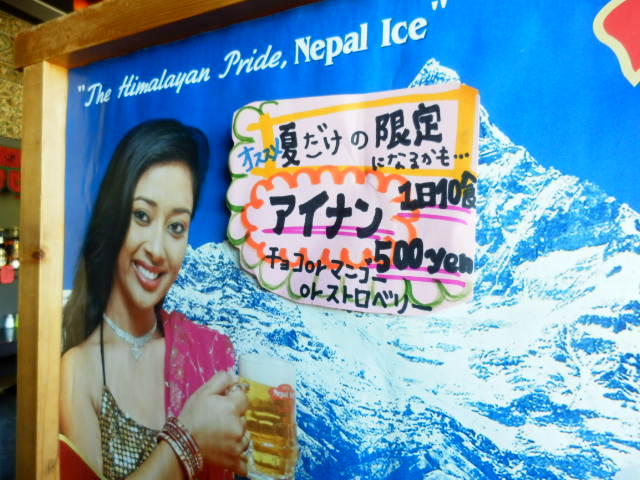 "The Himalayan Pride, Nepal Ice"
オススメ 夏だけの限定
になるかも…
1日10食
アイナン
500yen
チョコorマンゴー
orストロベリー
Nepal Ice